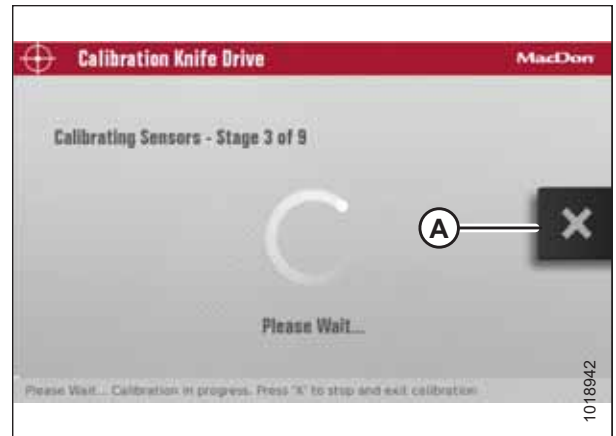 Calibration Knife Drive
MacDon
Calibrating Sensors - Stage 3 of 9
A
Please Wait...
Please Wait... Calibration in progress. Press 'X' to stop and exit calibration
1018942